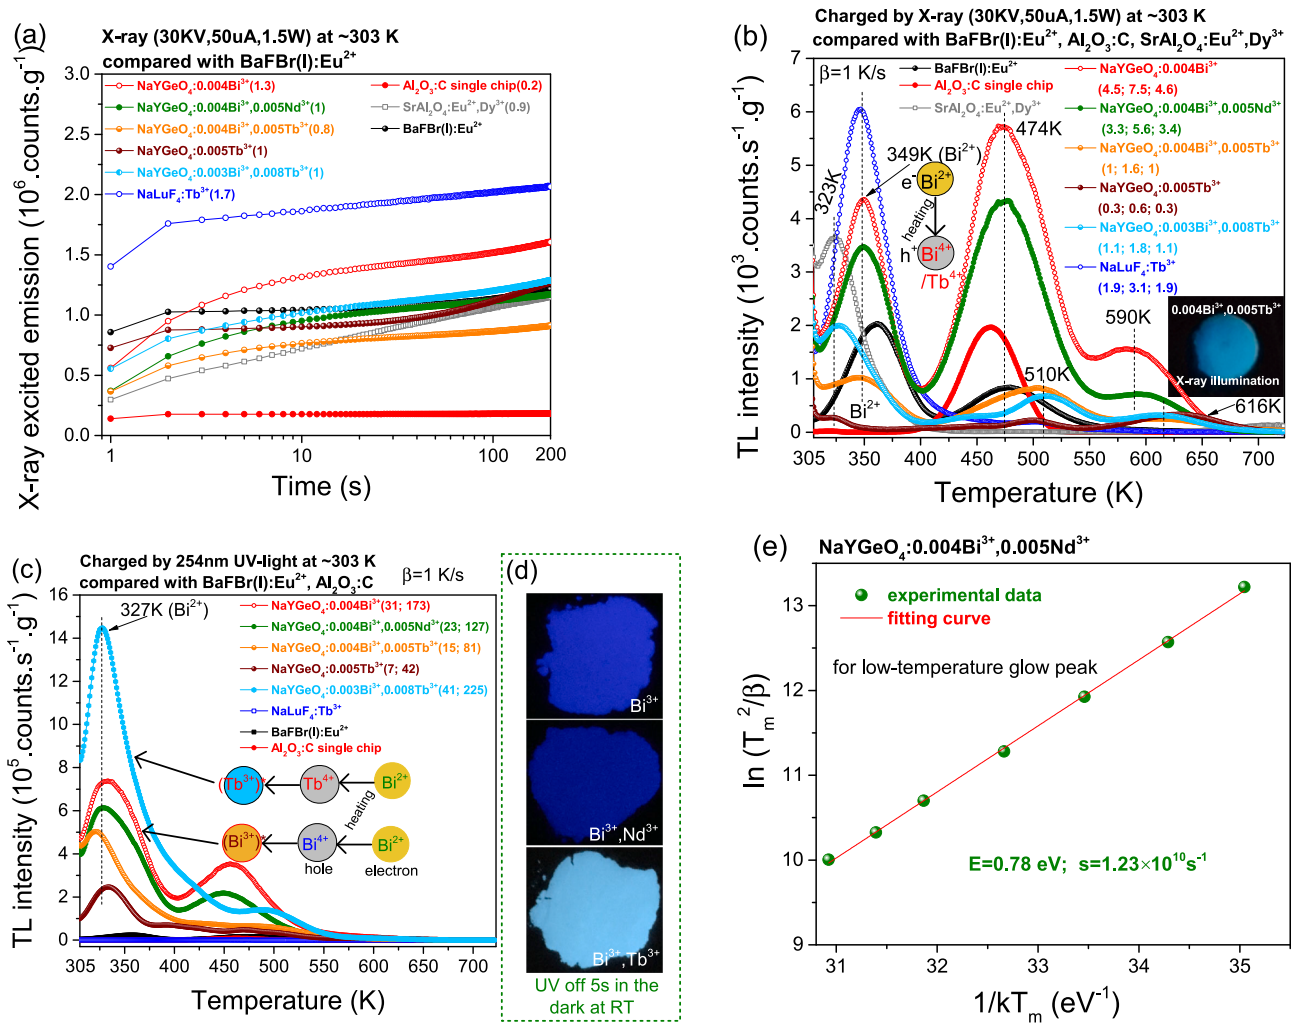 (a)
X-ray (30KV,50uA,1.5W) at ~303 K
compared with BaFBr(I):Eu²⁺
NaYGeO₄:0.004Bi³⁺(1.3)
NaYGeO₄:0.004Bi³⁺,0.005Nd³⁺(1)
NaYGeO₄:0.004Bi³⁺,0.005Tb³⁺(0.8)
NaYGeO₄:0.005Tb³⁺(1)
NaYGeO₄:0.003Bi³⁺,0.008Tb³⁺(1)
NaLuF₄:Tb³⁺(1.7)
Al₂O₃:C single chip(0.2)
SrAl₂O₄:Eu²⁺,Dy³⁺(0.9)
BaFBr(I):Eu²⁺
X-ray excited emission (10⁶.counts.g⁻¹)
3.0
2.5
2.0
1.5
1.0
0.5
0.0
1 10 100 200
Time (s)
(b)
Charged by X-ray (30KV,50uA,1.5W) at ~303 K
compared with BaFBr(I):Eu²⁺, Al₂O₃:C, SrAl₂O₄:Eu²⁺,Dy³⁺
β=1 K/s
BaFBr(I):Eu²⁺
Al₂O₃:C single chip
SrAl₂O₄:Eu²⁺,Dy³⁺
NaYGeO₄:0.004Bi³⁺
(4.5; 7.5; 4.6)
NaYGeO₄:0.004Bi³⁺,0.005Nd³⁺
(3.3; 5.6; 3.4)
NaYGeO₄:0.004Bi³⁺,0.005Tb³⁺
(1; 1.6; 1)
NaYGeO₄:0.005Tb³⁺
(0.3; 0.6; 0.3)
NaYGeO₄:0.003Bi³⁺,0.008Tb³⁺
(1.1; 1.8; 1.1)
NaLuF₄:Tb³⁺
(1.9; 3.1; 1.9)
323K
349K (Bi²⁺)
e⁻ Bi²⁺
heating
h⁺ Bi⁴⁺
/Tb⁴⁺
474K
510K
590K
616K
Bi²⁺
0.004Bi³⁺,0.005Tb³⁺
X-ray illumination
TL intensity (10³.counts.s⁻¹.g⁻¹)
7
6
5
4
3
2
1
0
305 350 400 450 500 550 600 650 700
Temperature (K)
(c)
Charged by 254nm UV-light at ~303 K
compared with BaFBr(I):Eu²⁺, Al₂O₃:C
β=1 K/s
327K (Bi²⁺)
NaYGeO₄:0.004Bi³⁺(31; 173)
NaYGeO₄:0.004Bi³⁺,0.005Nd³⁺(23; 127)
NaYGeO₄:0.004Bi³⁺,0.005Tb³⁺(15; 81)
NaYGeO₄:0.005Tb³⁺(7; 42)
NaYGeO₄:0.003Bi³⁺,0.008Tb³⁺(41; 225)
NaLuF₄:Tb³⁺
BaFBr(I):Eu²⁺
Al₂O₃:C single chip
(Tb³⁺)* Tb⁴⁺ Bi²⁺
heating
(Bi³⁺)* Bi⁴⁺ Bi²⁺
hole electron
TL intensity (10⁵.counts.s⁻¹.g⁻¹)
16
14
12
10
8
6
4
2
0
305 350 400 450 500 550 600 650 700
Temperature (K)
(d)
Bi³⁺
Bi³⁺,Nd³⁺
Bi³⁺,Tb³⁺
UV off 5s in the
dark at RT
(e)
NaYGeO₄:0.004Bi³⁺,0.005Nd³⁺
experimental data
fitting curve
for low-temperature glow peak
E=0.78 eV; s=1.23×10¹⁰s⁻¹
ln (Tₘ²/β)
13
12
11
10
9
31 32 33 34 35
1/kTₘ (eV⁻¹)